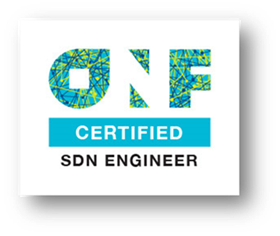 ONF
CERTIFIED
SDN ENGINEER